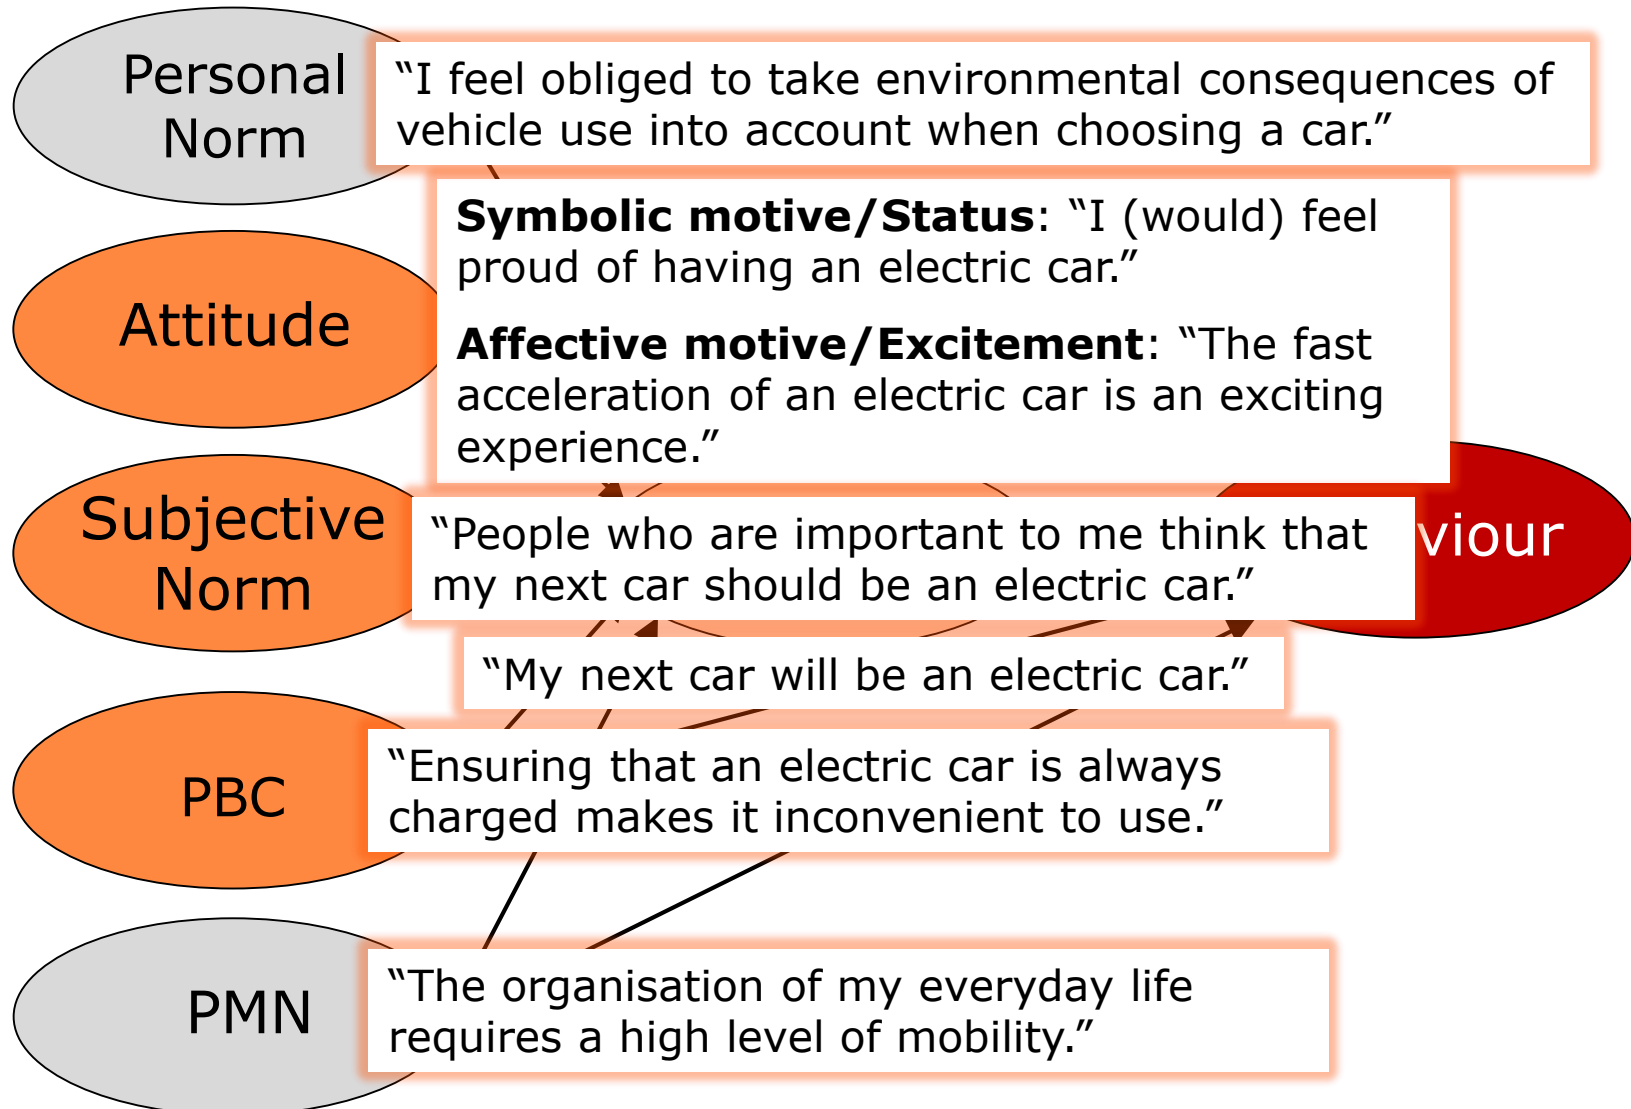 Personal
Norm
“I feel obliged to take environmental consequences of
vehicle use into account when choosing a car.”
Attitude
Symbolic motive/Status: “I (would) feel
proud of having an electric car.”
Affective motive/Excitement: “The fast
acceleration of an electric car is an exciting
experience.”
Subjective
Norm
“People who are important to me think that
my next car should be an electric car.”
viour
“My next car will be an electric car.”
PBC
“Ensuring that an electric car is always
charged makes it inconvenient to use.”
PMN
“The organisation of my everyday life
requires a high level of mobility.”